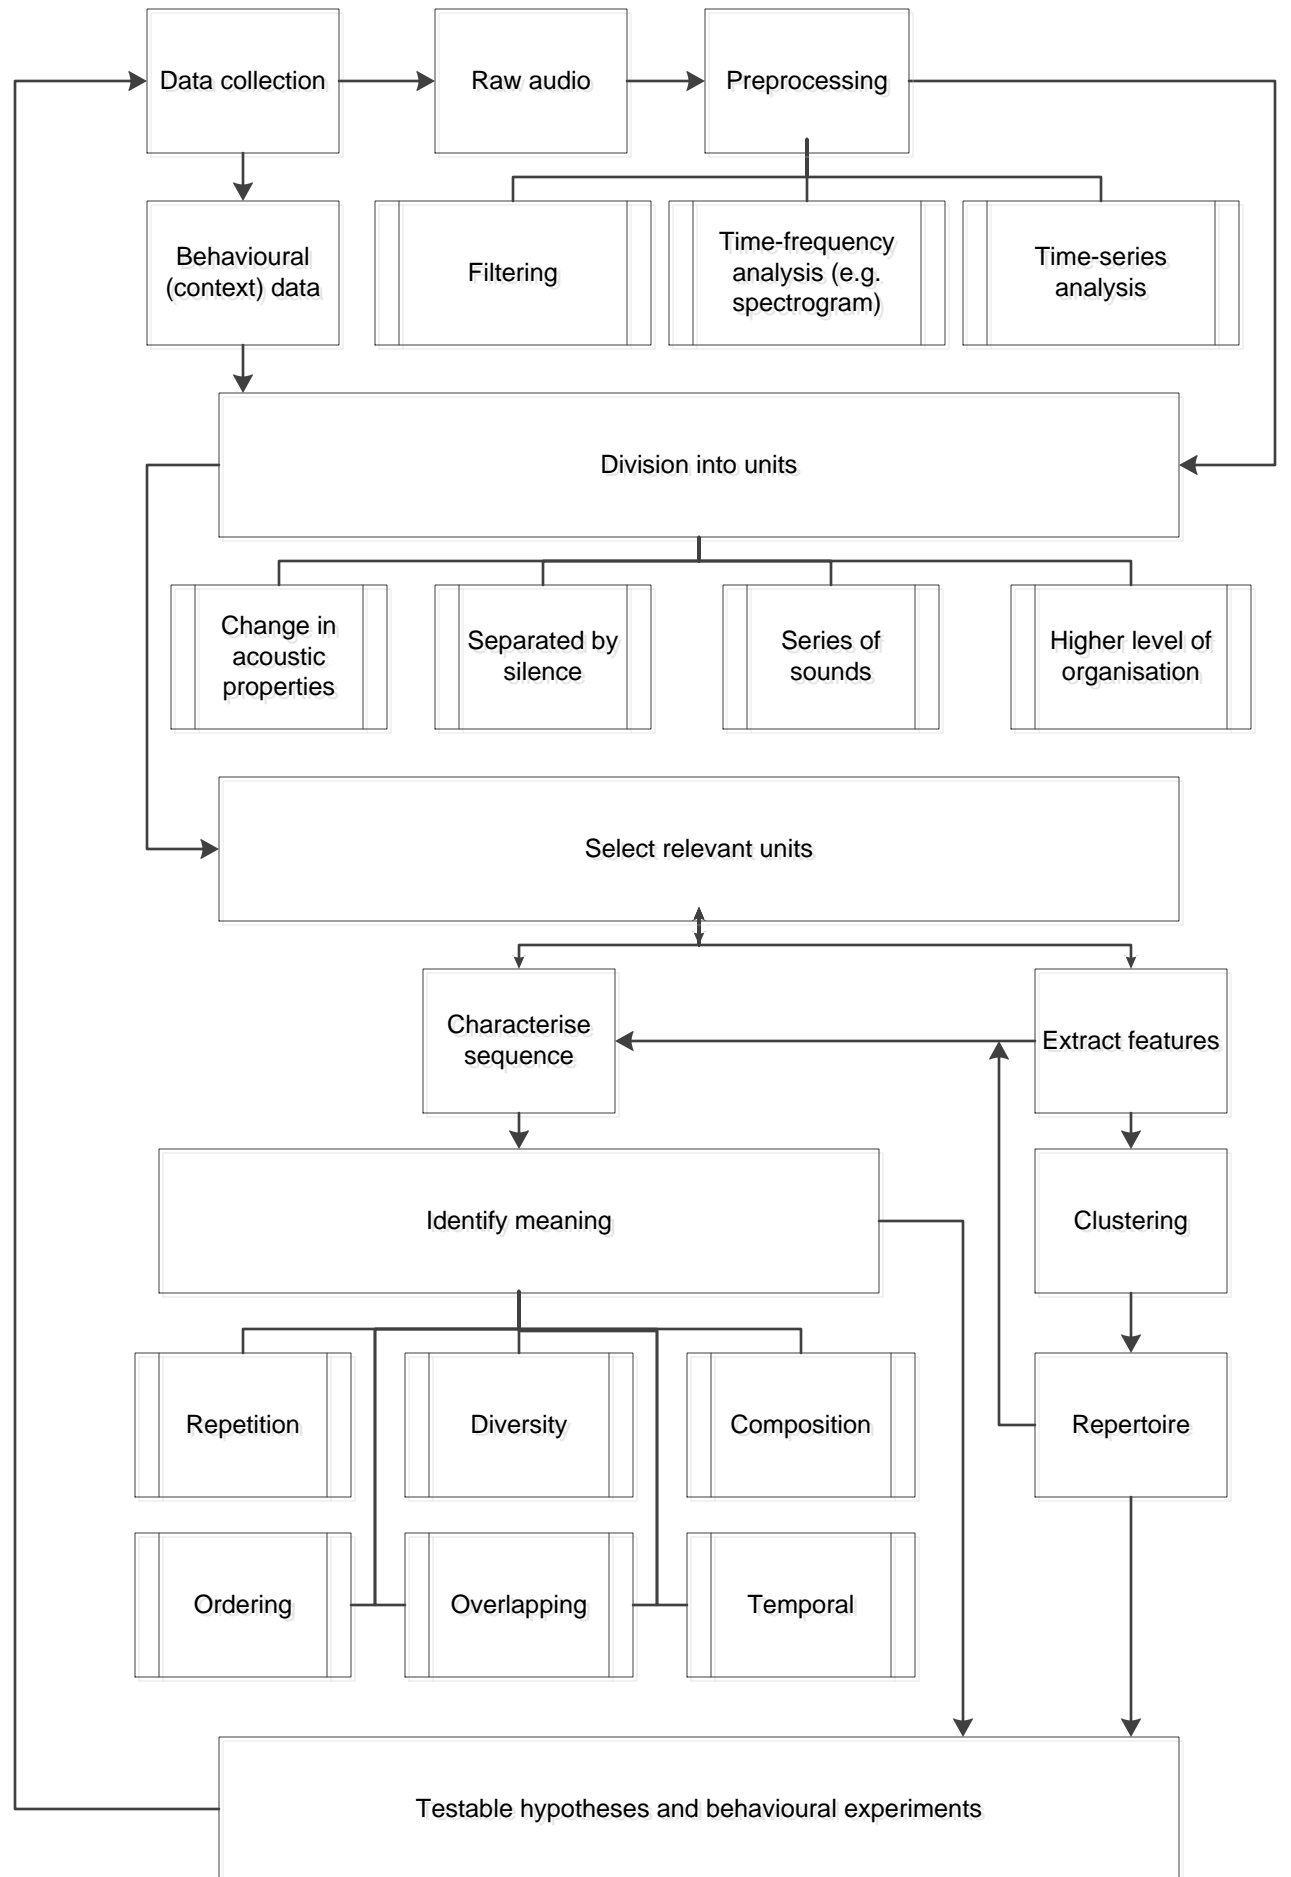 Data collection
Raw audio
Preprocessing
Behavioural
(context) data
Filtering
Time-frequency
analysis (e.g.
spectrogram)
Time-series
analysis
Division into units
Change in
acoustic
properties
Separated by
silence
Series of
sounds
Higher level of
organisation
Select relevant units
Characterise
sequence
Extract features
Identify meaning
Clustering
Repetition
Diversity
Composition
Repertoire
Ordering
Overlapping
Temporal
Testable hypotheses and behavioural experiments